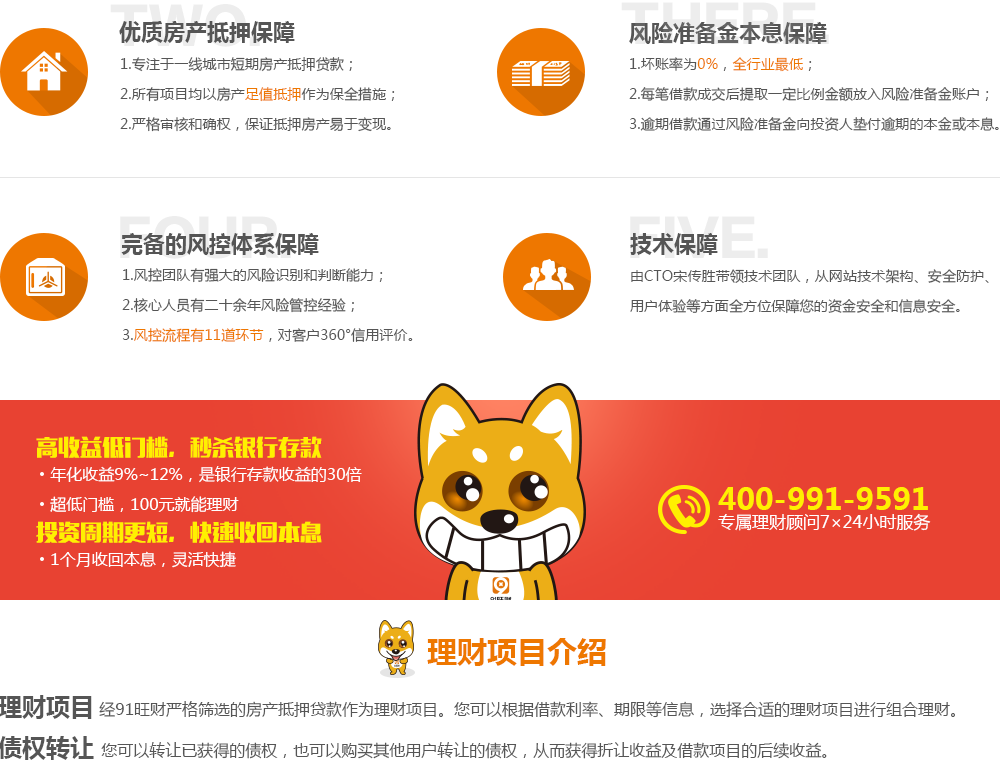 TWO.
优质房产抵押保障
1.专注于一线城市短期房产抵押贷款；
2.所有项目均以房产足值抵押作为保全措施；
2.严格审核和确权，保证抵押房产易于变现。
THERE.
风险准备金本息保障
1.坏账率为0%，全行业最低；
2.每笔借款成交后提取一定比例金额放入风险准备金账户；
3.逾期借款通过风险准备金向投资人垫付逾期的本金或本息。
FOUR.
完备的风控体系保障
1.风控团队有强大的风险识别和判断能力；
2.核心人员有二十余年风险管控经验；
3.风控流程有11道环节，对客户360°信用评价。
FIVE.
技术保障
由CTO宋传胜带领技术团队，从网站技术架构、安全防护、
用户体验等方面全方位保障您的资金安全和信息安全。
高收益低门槛，秒杀银行存款
·年化收益9%~12%，是银行存款收益的30倍
·超低门槛，100元就能理财
投资周期更短，快速收回本息
·1个月收回本息，灵活快捷
400-991-9591
专属理财顾问7×24小时服务
理财项目介绍
理财项目 经91旺财严格筛选的房产抵押贷款作为理财项目。您可以根据借款利率、期限等信息，选择合适的理财项目进行组合理财。
债权转让 您可以转让已获得的债权，也可以购买其他用户转让的债权，从而获得折让收益及借款项目的后续收益。